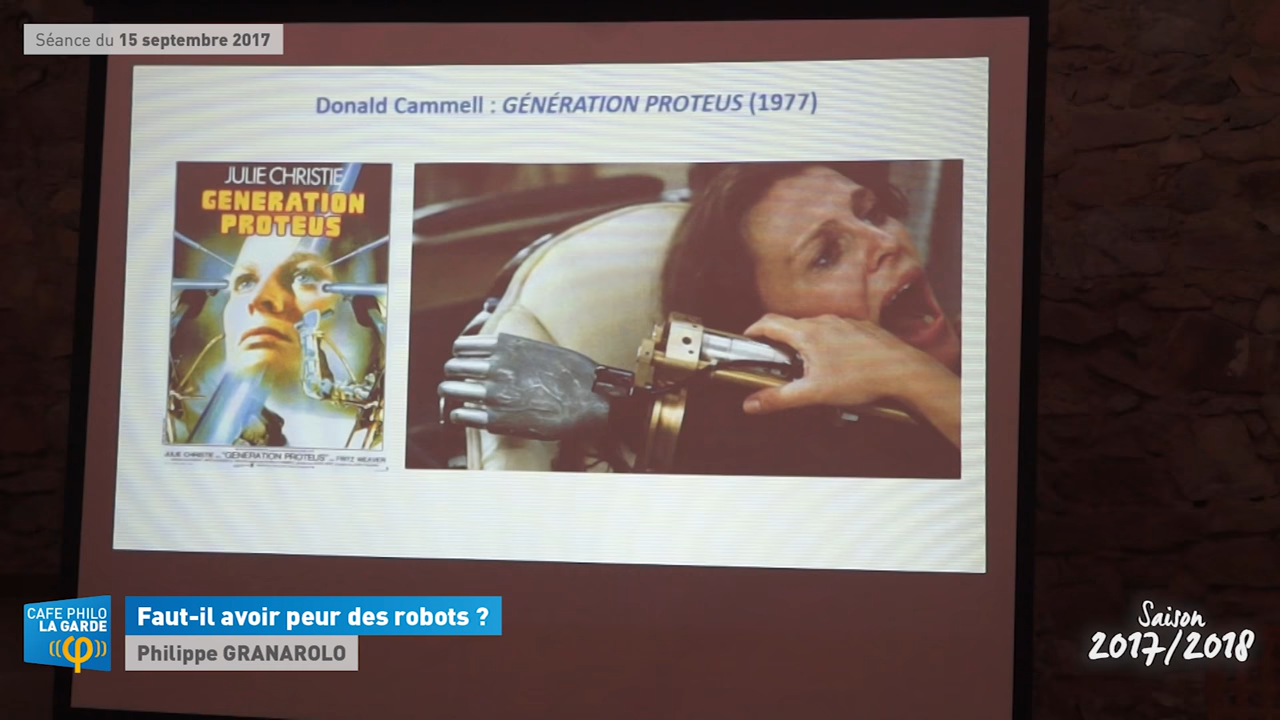 Séance du 15 septembre 2017
Donald Cammell : GÉNÉRATION PROTEUS (1977)
JULIE CHRISTIE
GENERATION
PROTEUS
JULIE CHRISTIE "GENERATION PROTEUS" FRITZ WEAVER
CAFE PHILO
LA GARDE
φ
Faut-il avoir peur des robots ?
Philippe GRANAROLO
Saison
2017/2018